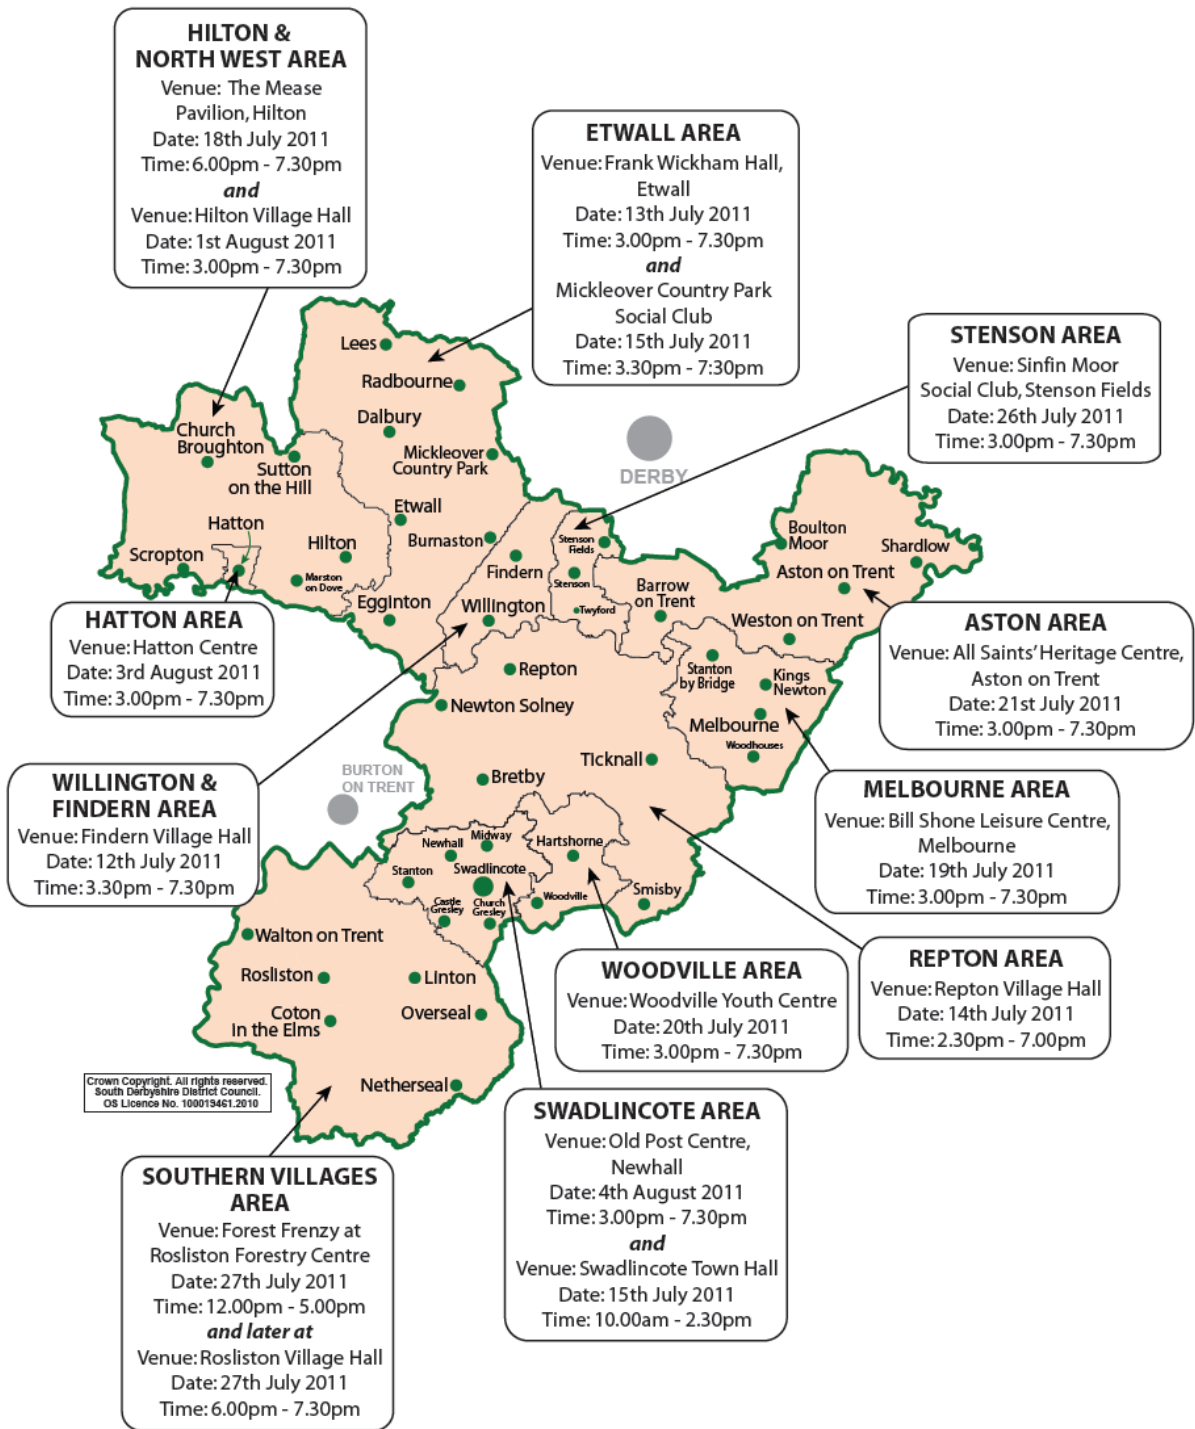 HILTON &
NORTH WEST AREA
Venue: The Mease
Pavilion, Hilton
Date: 18th July 2011
Time: 6.00pm - 7.30pm
and
Venue: Hilton Village Hall
Date: 1st August 2011
Time: 3.00pm - 7.30pm
ETWALL AREA
Venue: Frank Wickham Hall,
Etwall
Date: 13th July 2011
Time: 3.00pm - 7.30pm
and
Mickleover Country Park
Social Club
Date: 15th July 2011
Time: 3.30pm - 7:30pm
STENSON AREA
Venue: Sinfin Moor
Social Club, Stenson Fields
Date: 26th July 2011
Time: 3.00pm - 7.30pm
Lees
Radbourne
Dalbury
Mickleover
Country Park
Church
Broughton
Sutton
on the Hill
DERBY
Etwall
Burnaston
Hatton
Hilton
Scropton
Marston
on Dove
Egginton
Findern
Willington
Stenson
Fields
Stenson
Twyford
Barrow
on Trent
Boulton
Moor
Shardlow
Aston on Trent
Weston on Trent
HATTON AREA
Venue: Hatton Centre
Date: 3rd August 2011
Time: 3.00pm - 7.30pm
ASTON AREA
Venue: All Saints' Heritage Centre,
Aston on Trent
Date: 21st July 2011
Time: 3.00pm - 7.30pm
Repton
Newton Solney
Stanton
by Bridge
Kings
Newton
Melbourne
Woodhouses
Ticknall
Bretby
BURTON
ON TRENT
WILLINGTON &
FINDERN AREA
Venue: Findern Village Hall
Date: 12th July 2011
Time: 3.30pm - 7.30pm
MELBOURNE AREA
Venue: Bill Shone Leisure Centre,
Melbourne
Date: 19th July 2011
Time: 3.00pm - 7.30pm
Newhall
Midway
Hartshorne
Stanton
Swadlincote
Castle
Gresley
Church
Gresley
Woodville
Smisby
Walton on Trent
Rosliston
Linton
Coton
in the Elms
Overseal
Netherseal
WOODVILLE AREA
Venue: Woodville Youth Centre
Date: 20th July 2011
Time: 3.00pm - 7.30pm
REPTON AREA
Venue: Repton Village Hall
Date: 14th July 2011
Time: 2.30pm - 7.00pm
Crown Copyright. All rights reserved.
South Derbyshire District Council.
OS Licence No. 100019461.2010
SWADLINCOTE AREA
Venue: Old Post Centre,
Newhall
Date: 4th August 2011
Time: 3.00pm - 7.30pm
and
Venue: Swadlincote Town Hall
Date: 15th July 2011
Time: 10.00am - 2.30pm
SOUTHERN VILLAGES
AREA
Venue: Forest Frenzy at
Rosliston Forestry Centre
Date: 27th July 2011
Time: 12.00pm - 5.00pm
and later at
Venue: Rosliston Village Hall
Date: 27th July 2011
Time: 6.00pm - 7.30pm